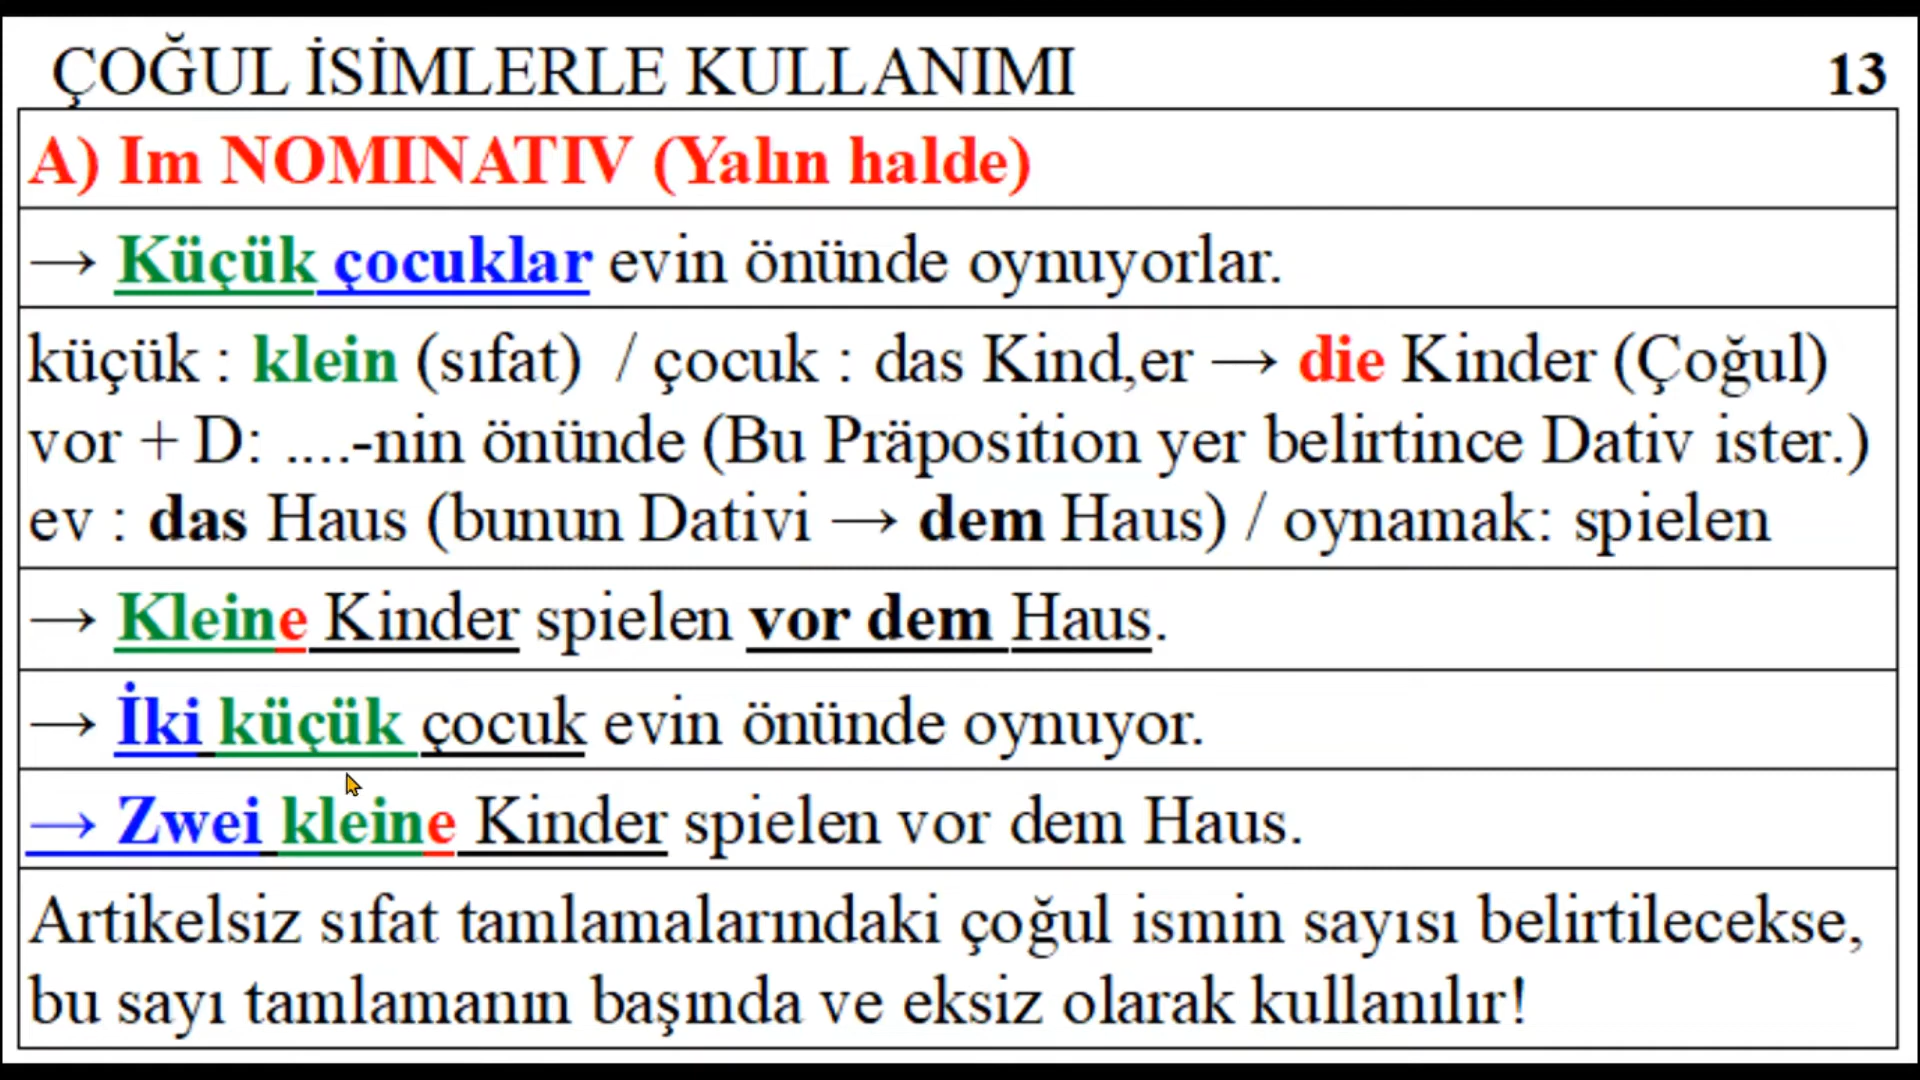 ÇOĞUL İSİMLERLE KULLANIMI 13
A) Im NOMINATIV (Yalın halde)
→ Küçük çocuklar evin önünde oynuyorlar.
küçük : klein (sıfat) / çocuk : das Kind,er → die Kinder (Çoğul)
vor + D: ....-nin önünde (Bu Präposition yer belirtince Dativ ister.)
ev : das Haus (bunun Dativi → dem Haus) / oynamak: spielen
→ Kleine Kinder spielen vor dem Haus.
→ İki küçük çocuk evin önünde oynuyor.
→ Zwei kleine Kinder spielen vor dem Haus.
Artikelsiz sıfat tamlamalarındaki çoğul ismin sayısı belirtilecekse,
bu sayı tamlamanın başında ve eksiz olarak kullanılır!